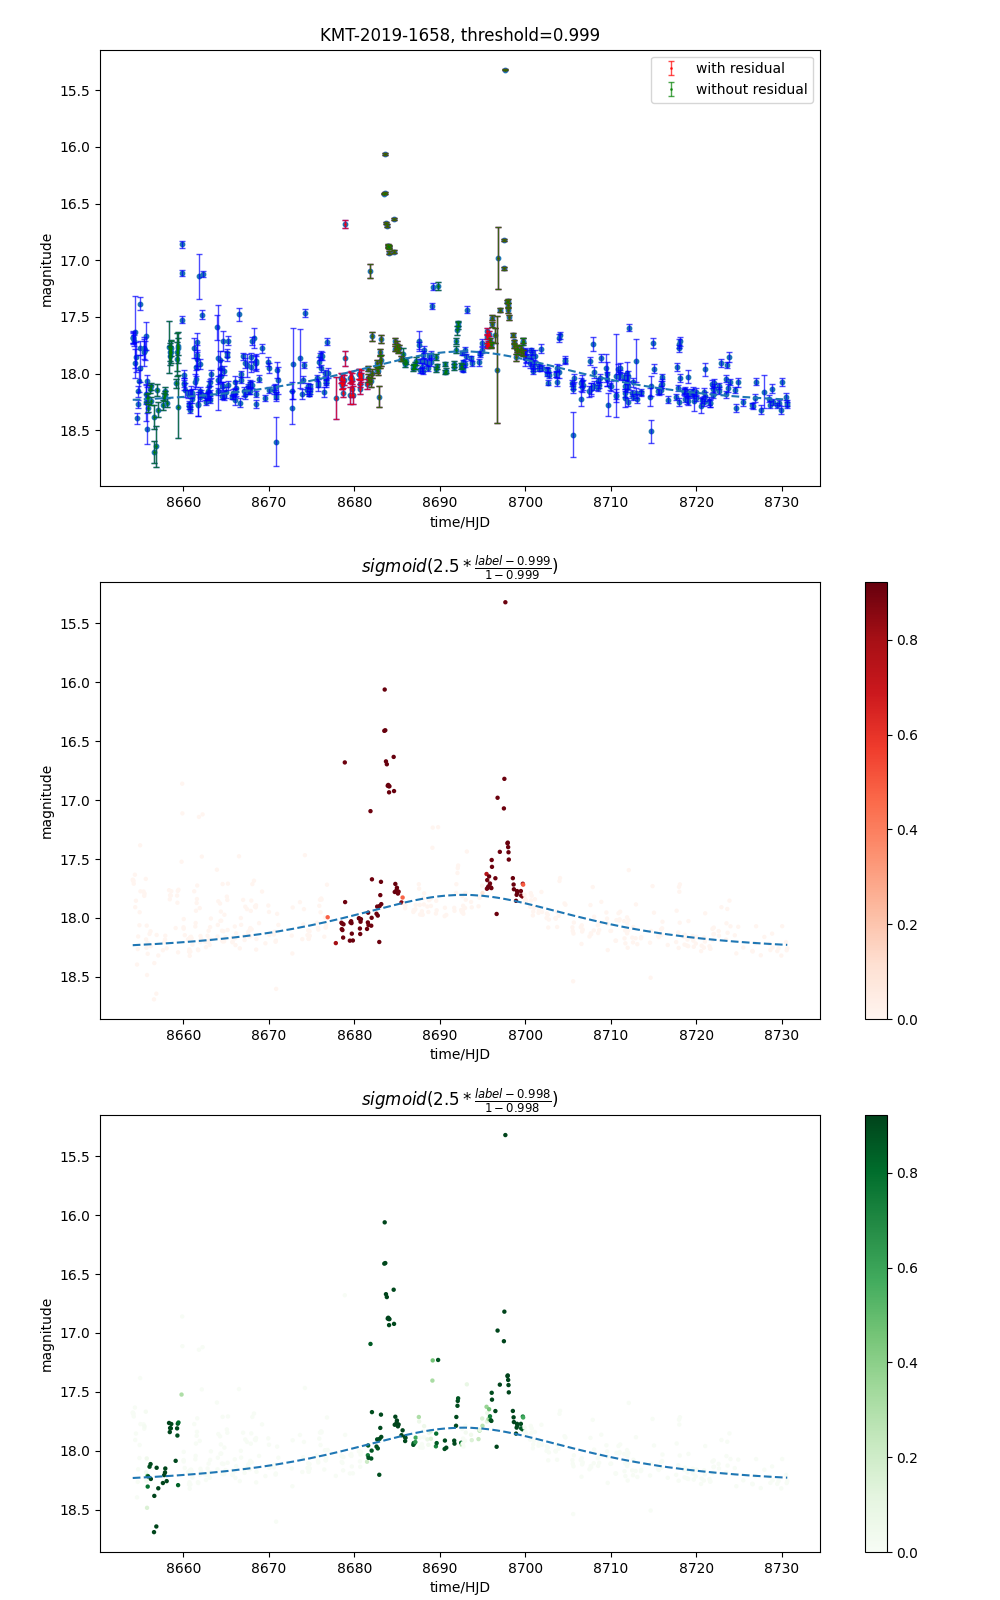 KMT-2019-1658, threshold=0.999
with residual
without residual
15.5
16.0
16.5
17.0
17.5
18.0
18.5
magnitude
8660 8670 8680 8690 8700 8710 8720 8730
time/HJD
sigmoid(2.5 * \frac{label − 0.999}{1 − 0.999})
15.5
16.0
16.5
17.0
17.5
18.0
18.5
magnitude
8660 8670 8680 8690 8700 8710 8720 8730
time/HJD
0.8
0.6
0.4
0.2
0.0
sigmoid(2.5 * \frac{label − 0.998}{1 − 0.998})
15.5
16.0
16.5
17.0
17.5
18.0
18.5
magnitude
8660 8670 8680 8690 8700 8710 8720 8730
time/HJD
0.8
0.6
0.4
0.2
0.0